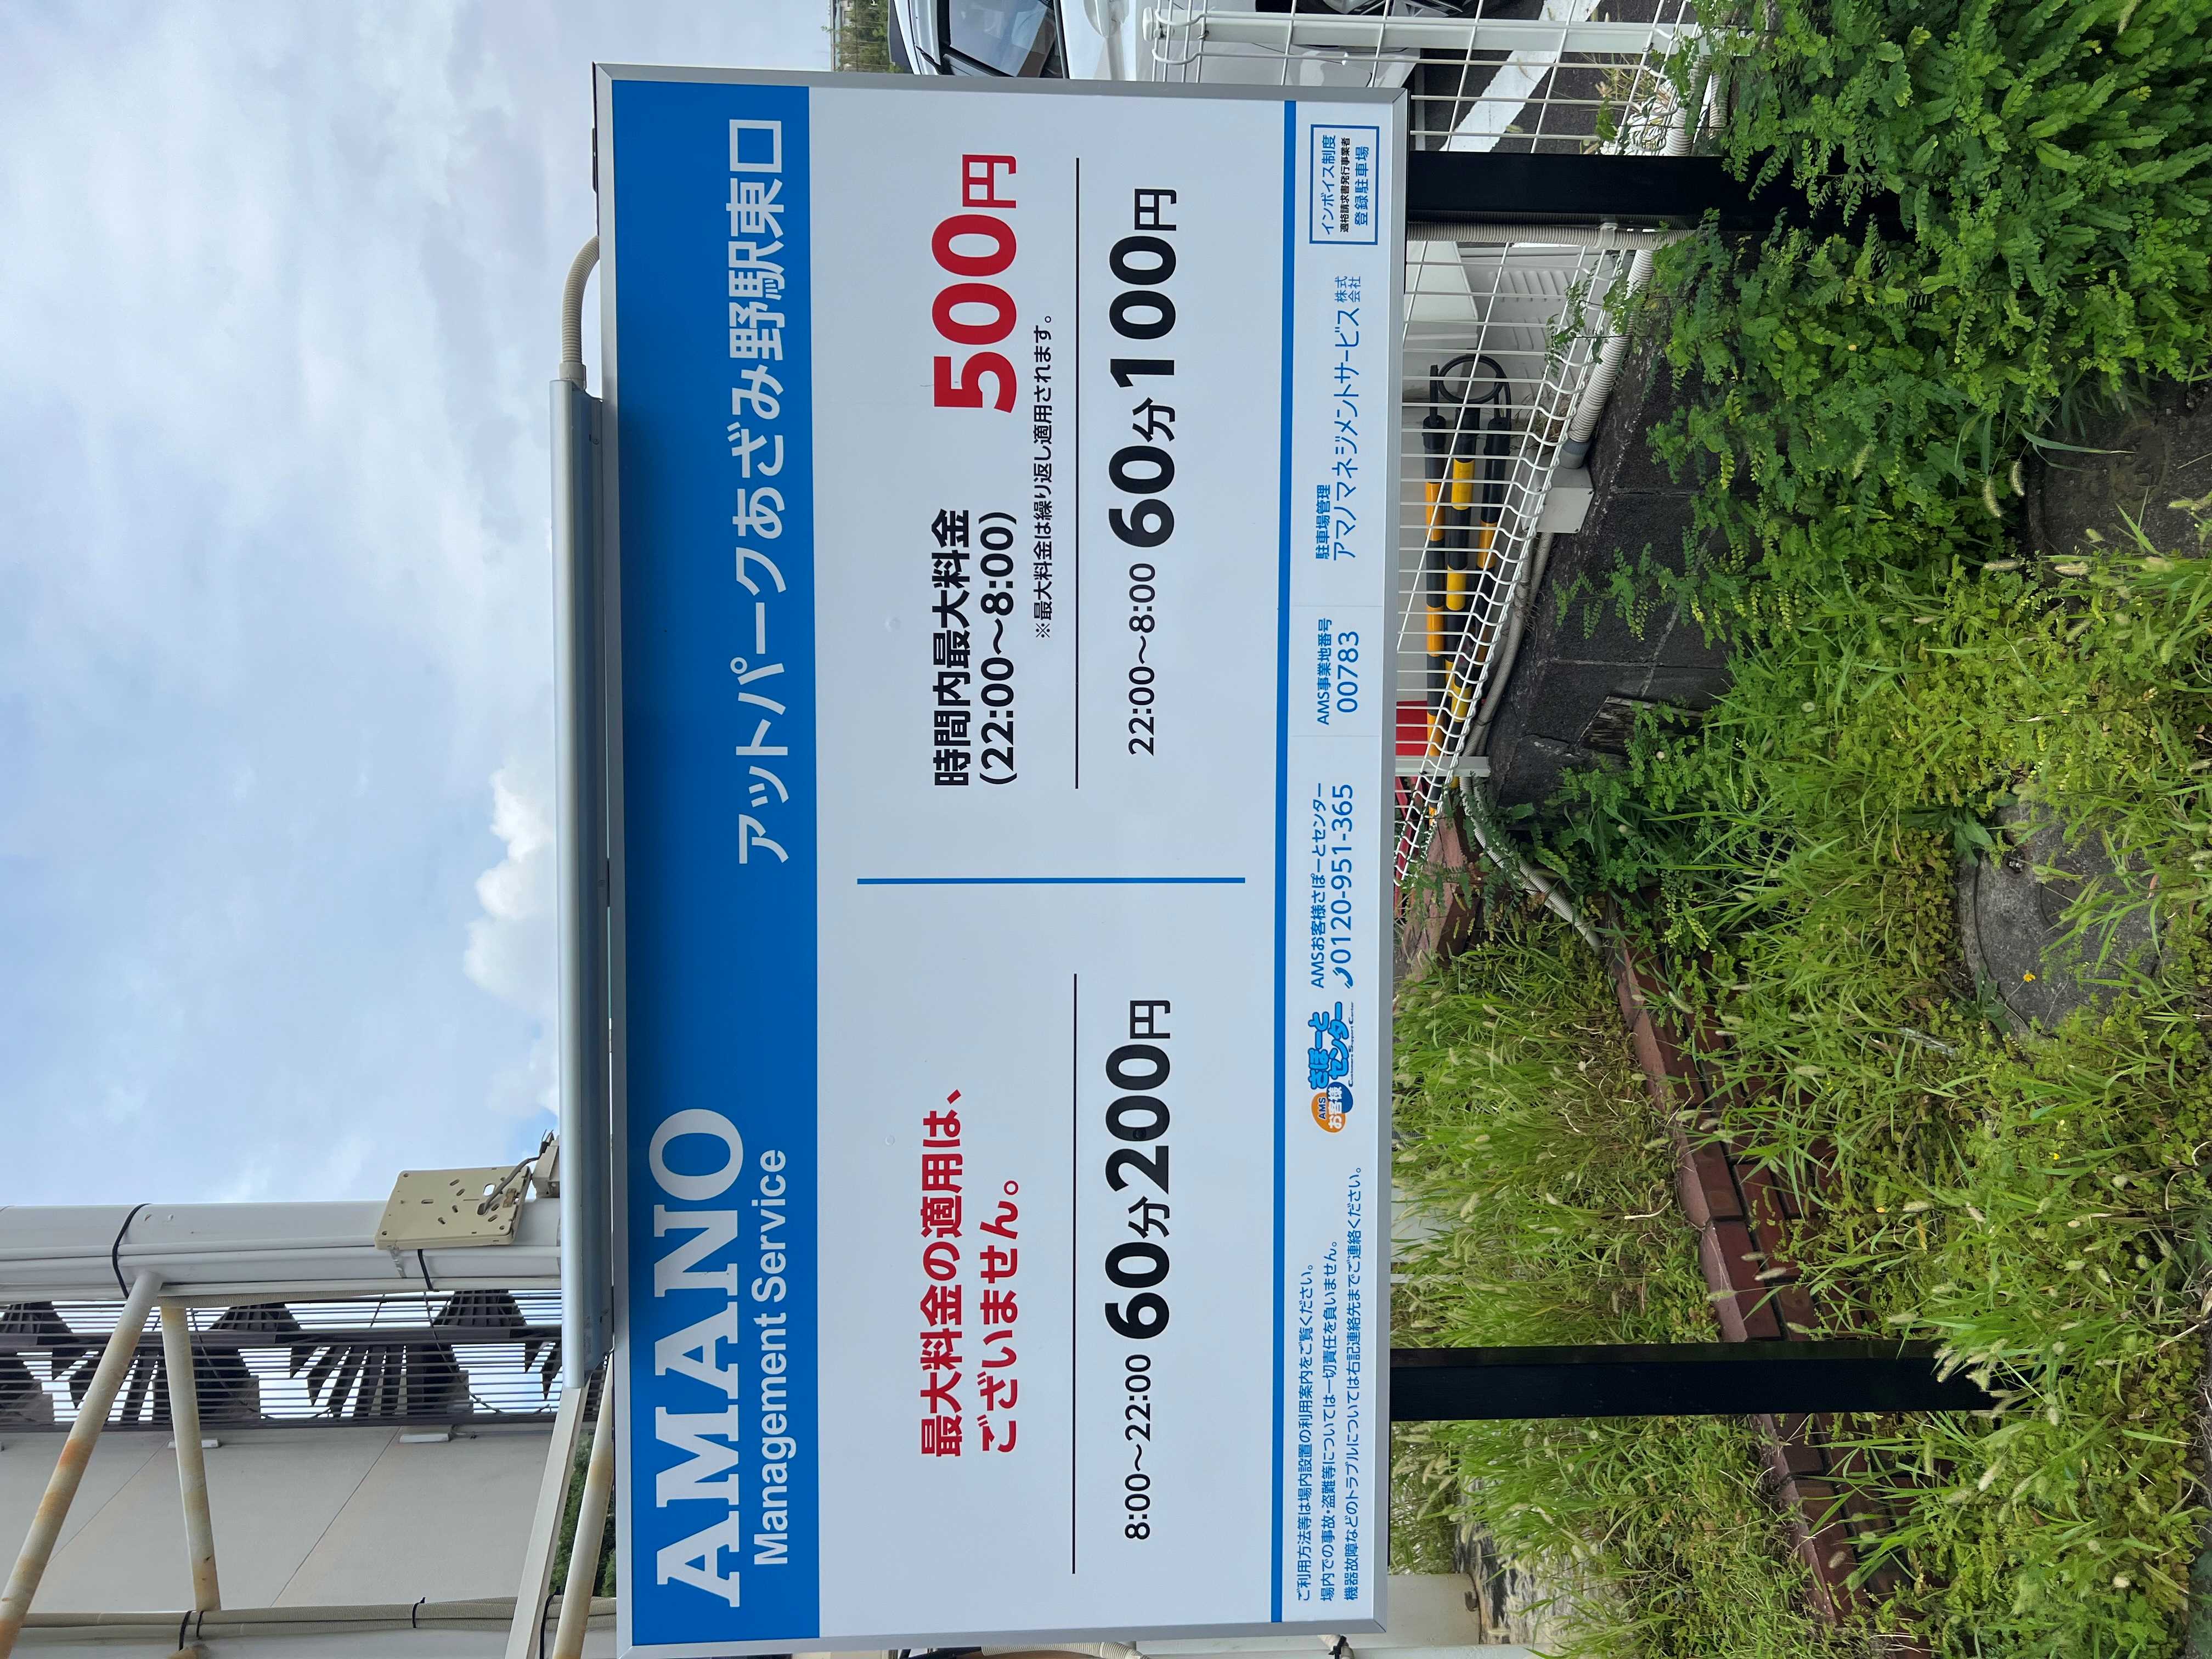 AMANO
Management Service
アットパークあざみ野駅東口
最大料金の適用は、
ございません。
8:00～22:00 60分200円
時間内最大料金
(22:00～8:00)
500円
※最大料金は繰り返し適用されます。
22:00～8:00 60分100円
ご利用方法等は場内設置の利用案内をご覧ください。
場内での事故・盗難等については一切責任を負いません。
機器故障などのトラブルについては右記連絡先までご連絡ください。
AMS
お客様
さぽーと
センター
AMSお客様さぽーとセンター
0120-951-365
AMS事業地番号
00783
駐車場管理
アマノマネジメントサービス 株式会社
インボイス制度
適格請求書発行事業者
登録駐車場